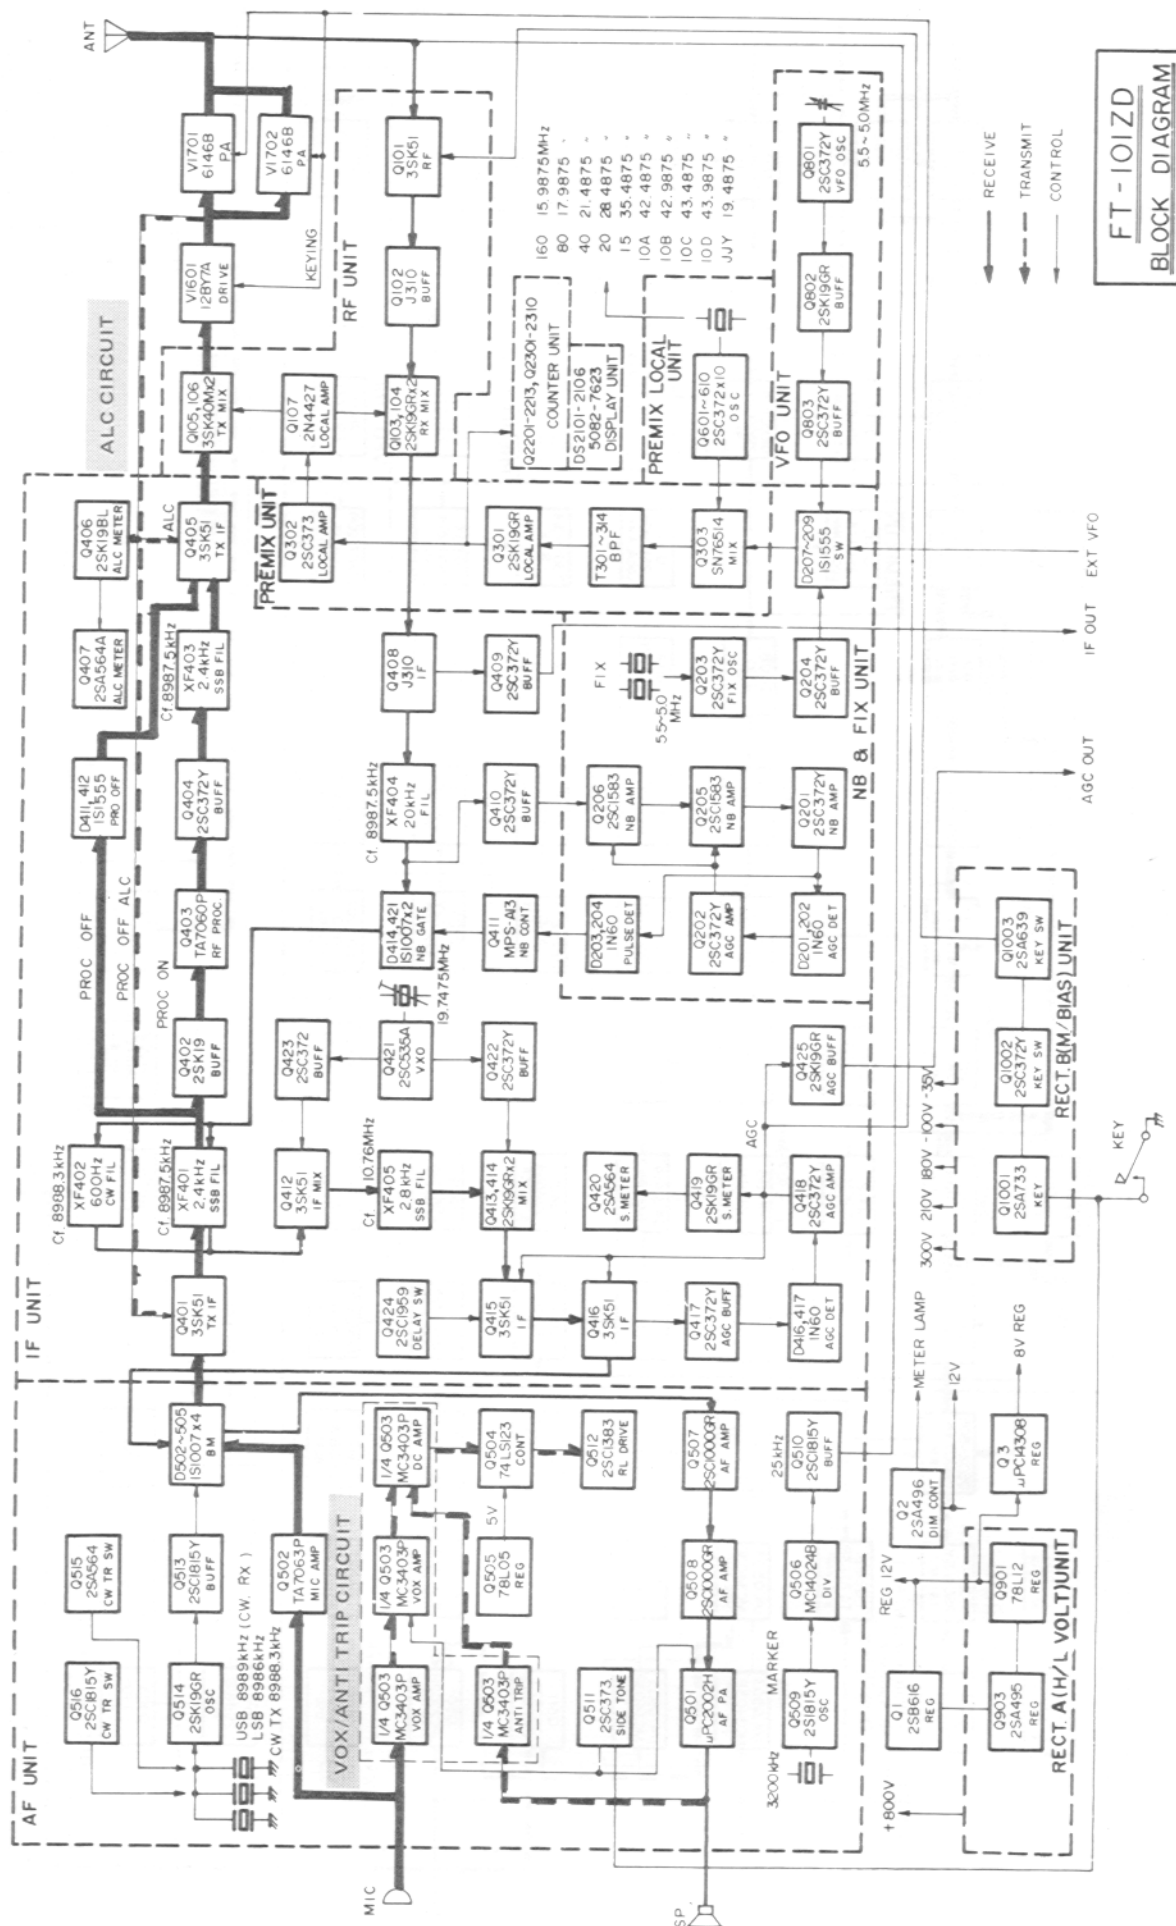 FT-101ZD
BLOCK DIAGRAM
RECEIVE
TRANSMIT
CONTROL
AF UNIT
Q516
2SC1815Y
CW TR SW
Q515
2SA564
CW TR SW
Q514
2SK19GR
OSC
Q513
2SC1815Y
BUFF
USB 8989kHz (CW. RX)
LSB 8986kHz
CW TX 8988.3kHz
D502~505
1S1007 x4
BM
Q502
TA7063P
MIC AMP
VOX/ANTI TRIP CIRCUIT
MIC
1/4 Q503
MC3403P
VOX AMP
1/4 Q503
MC3403P
VOX AMP
1/4 Q503
MC3403P
DC AMP
1/4 Q503
MC3403P
ANTI TRIP
Q505
78L05
REG
5V
Q504
74LS123
CONT
Q512
2SC1383
RL DRIVE
Q511
2SC373
SIDE TONE
Q501
µPC2002H
AF PA
Q508
2SC1000GR
AF AMP
Q507
2SC1000GR
AF AMP
SP
MARKER
3200kHz
Q509
2S1815Y
OSC
Q506
MC14024B
DIV
25kHz
Q510
2SC1815Y
BUFF
IF UNIT
Q401
3SK51
TX IF
Cf. 8988.3kHz
XF402
600Hz
CW FIL
Cf. 8987.5kHz
XF401
2.4kHz
SSB FIL
Q402
2SK19
BUFF
Q403
TA7060P
RF PROC.
Q404
2SC372Y
BUFF
Cf. 8987.5kHz
XF403
2.4kHz
SSB FIL
Q405
3SK51
TX IF
PROC OFF
PROC OFF ALC
PROC ON
D411, 412
1S1555
PRO OFF
Q407
2SA564A
ALC METER
Q406
2SK19BL
ALC METER
ALC
ALC CIRCUIT
Q423
2SC372
BUFF
Q421
2SC535A
VXO
19.7475MHz
Q422
2SC372Y
BUFF
Q412
3SK51
IF MIX
Cf. 10.76MHz
XF405
2.8kHz
SSB FIL
Q413, 414
2SK19GRx2
MIX
Q424
2SC1959
DELAY SW
Q415
3SK51
IF
Q416
3SK51
IF
Q417
2SC372Y
AGC BUFF
D416, 417
1N60
AGC DET
Q418
2SC372Y
AGC AMP
Q419
2SK19GR
S.METER
Q420
2SA564
S.METER
AGC
Q425
2SK19GR
AGC BUFF
D414, 421
1S1007x2
NB GATE
Cf. 8987.5kHz
XF404
20kHz
FIL
Q408
J310
IF
Q409
2SC372Y
BUFF
Q410
2SC372Y
BUFF
Q411
MPS-A13
NB CONT
NB & FIX UNIT
D203, 204
1N60
PULSE DET
Q206
2SC1583
NB AMP
Q202
2SC372Y
AGC AMP
Q205
2SC1583
NB AMP
D201, 202
1N60
AGC DET
Q201
2SC372Y
NB AMP
FIX
5.5~5.0
MHz
Q203
2SC372Y
FIX OSC
Q204
2SC372Y
BUFF
D207~209
1S1555
SW
PREMIX UNIT
Q302
2SC373
LOCAL AMP
Q301
2SK19GR
LOCAL AMP
T301~314
BPF
Q303
SN76514
MIX
RF UNIT
Q105, 106
3SK40Mx2
TX MIX
Q107
2N4427
LOCAL AMP
Q103, 104
2SK19GRx2
RX MIX
Q102
J310
BUFF
Q101
3SK51
RF
V1601
12BY7A
DRIVE
KEYING
V1701
6146B
PA
V1702
6146B
PA
ANT
Q2201-2213, Q2301-2310
COUNTER UNIT
DS2101-2106
5082-7623
DISPLAY UNIT
PREMIX LOCAL
UNIT
Q601~610
2SC372x10
OSC
160 15.9875MHz
80 17.9875 "
40 21.4875 "
20 28.4875 "
15 35.4875 "
10A 42.4875 "
10B 42.9875 "
10C 43.4875 "
10D 43.9875 "
JJY 19.4875 "
VFO UNIT
Q803
2SC372Y
BUFF
Q802
2SK19GR
BUFF
Q801
2SC372Y
VFO OSC
5.5~5.0MHz
EXT VFO
IF OUT
AGC OUT
RECT. B(M/BIAS) UNIT
300V
210V
180V
-100V
-35V
Q1001
2SA733
KEY
Q1002
2SC372Y
KEY SW
Q1003
2SA639
KEY SW
KEY
RECT. A(H/L VOLT)UNIT
+800V
Q1
2SB616
REG
Q903
2SA495
REG
Q901
78L12
REG
REG 12V
Q2
2SA496
DIM CONT
METER LAMP
12V
Q3
µPC14308
REG
8V REG